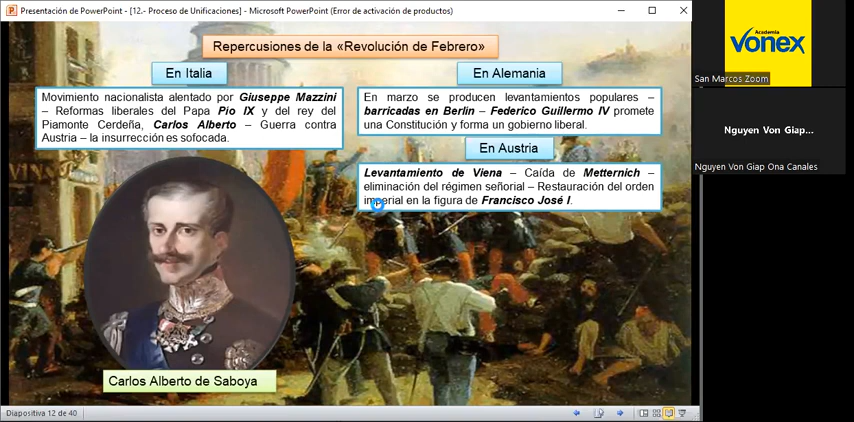 Presentación de PowerPoint - [12.- Proceso de Unificaciones] - Microsoft PowerPoint (Error de activación de productos)
Repercusiones de la «Revolución de Febrero»
En Italia
Movimiento nacionalista alentado por Giuseppe Mazzini
– Reformas liberales del Papa Pio IX y del rey del
Piamonte Cerdeña, Carlos Alberto – Guerra contra
Austria – la insurrección es sofocada.
En Alemania
En marzo se producen levantamientos populares –
barricadas en Berlin – Federico Guillermo IV promete
una Constitución y forma un gobierno liberal.
En Austria
Levantamiento de Viena – Caída de Metternich –
eliminación del régimen señorial – Restauración del orden
imperial en la figura de Francisco José I.
Carlos Alberto de Saboya
Diapositiva 12 de 40
Academia
VONEX
San Marcos Zoom
Nguyen Von Giap...
Nguyen Von Giap Ona Canales